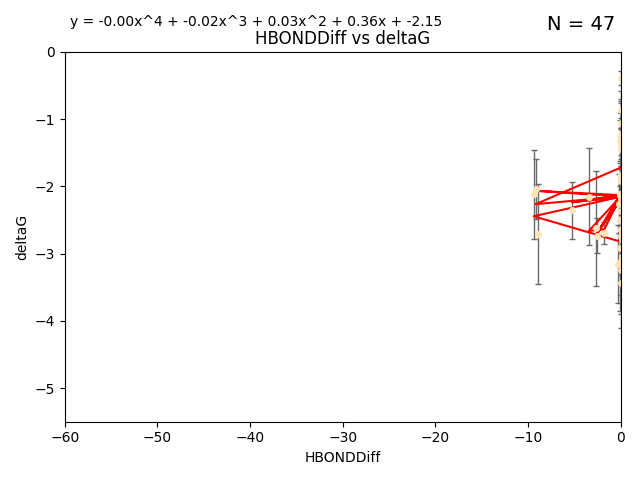 y = -0.00x^4 + -0.02x^3 + 0.03x^2 + 0.36x + -2.15
N = 47
HBONDDiff vs deltaG
0
−1
−2
−3
−4
−5
deltaG
−60 −50 −40 −30 −20 −10 0
HBONDDiff